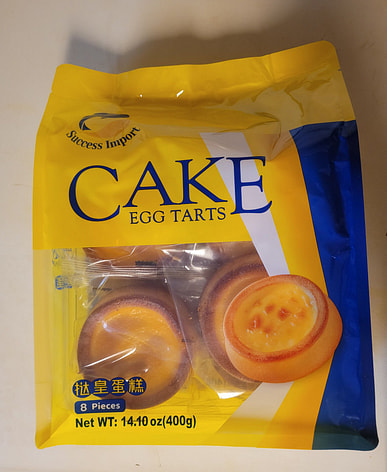 Success Import
CAKE
EGG TARTS
挞皇蛋糕
8 Pieces
Net WT: 14.10 oz(400g)